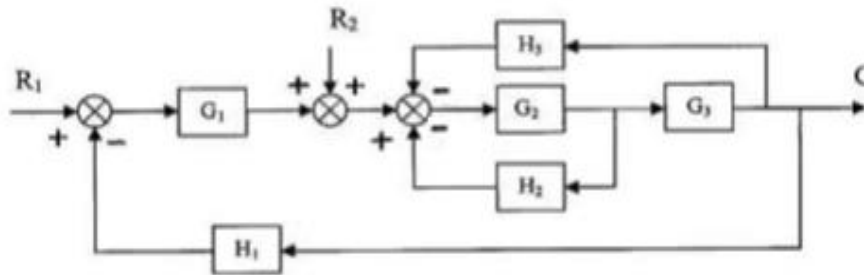 R₂
H₃
R₁
C
+ +
G₁
−
G₂
G₃
+ −
+ −
H₂
H₁